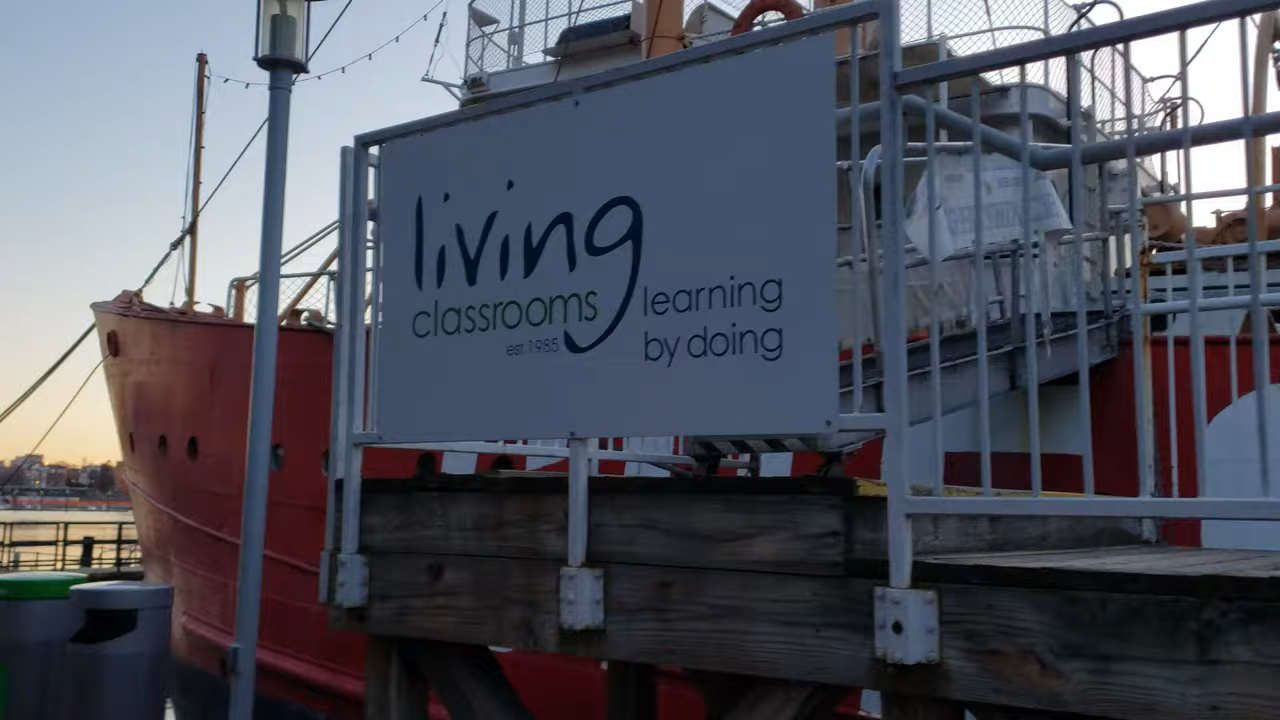 living
classrooms
est. 1985
learning
by doing